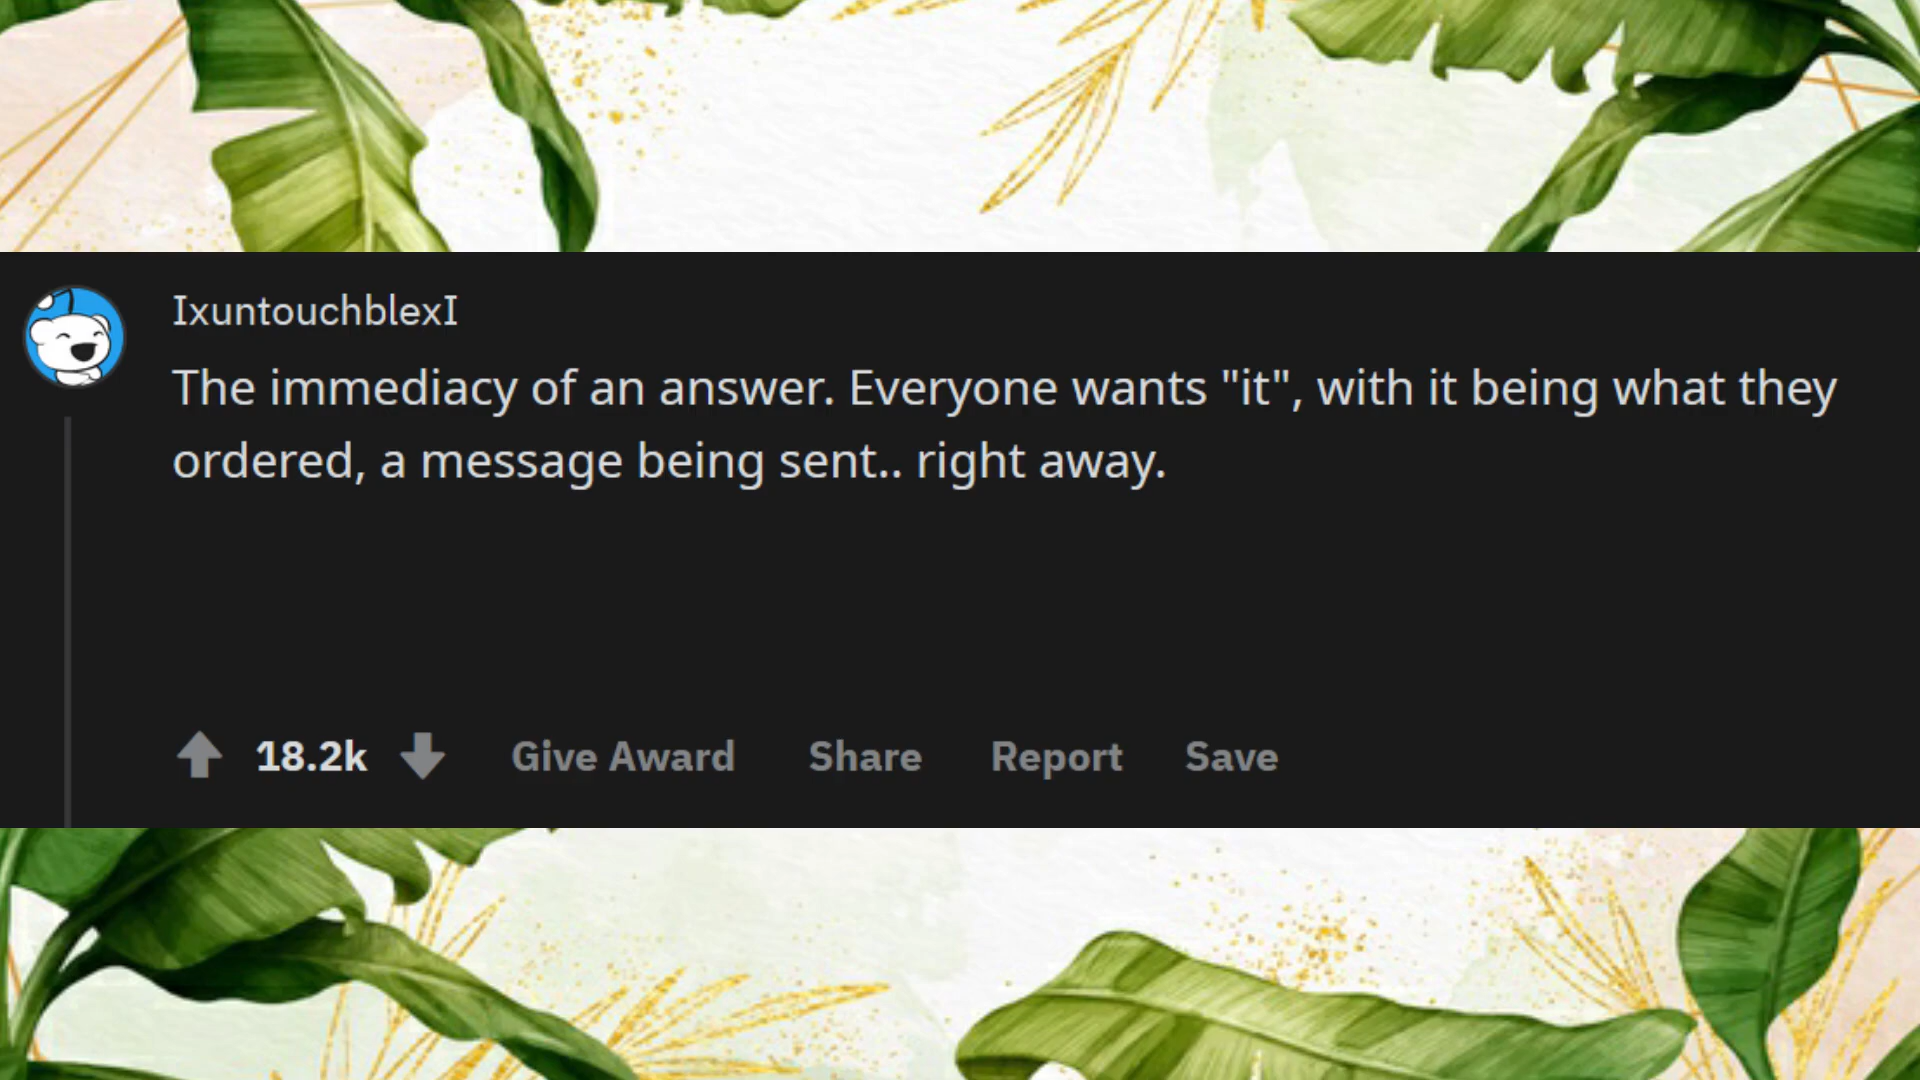 IxuntouchblexI
The immediacy of an answer. Everyone wants "it", with it being what they
ordered, a message being sent.. right away.
18.2k Give Award Share Report Save